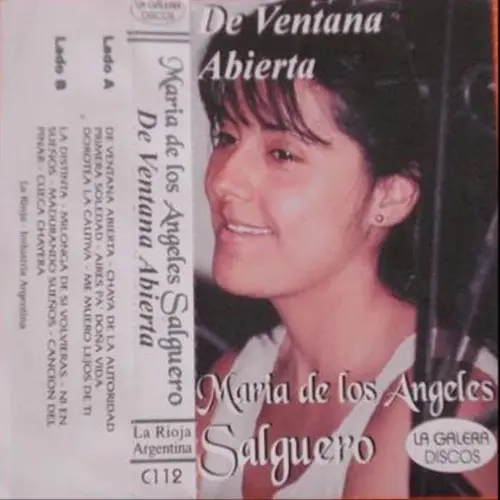 De Ventana
Abierta
Maria de los Angeles
Salguero
LA GALERA
DISCOS
LA GALERA
DISCOS
Maria de los Angeles Salguero
De Ventana Abierta
La Rioja
Argentina
C112
Lado A
DE VENTANA ABIERTA - CHAYA DE LA AUTORIDAD
PRIMERA SOLEDAD - AIRES PA' DOÑA VIDA
DOROTEA LA CAUTIVA - ME MUERO LEJOS DE TI
Lado B
LA DISTINTA - MILONGA DE SI VOLVIERAS - NI EN
SUEÑOS - MADURANDO SUEÑOS - CANCION DEL
PINAR - CUECA CHAYERA
La Rioja Industria Argentina